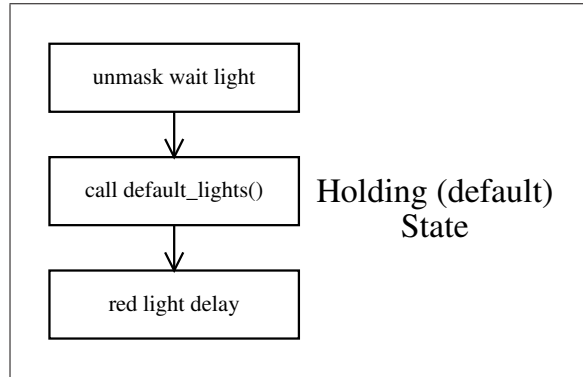 unmask wait light
call default_lights()
Holding (default)
State
red light delay